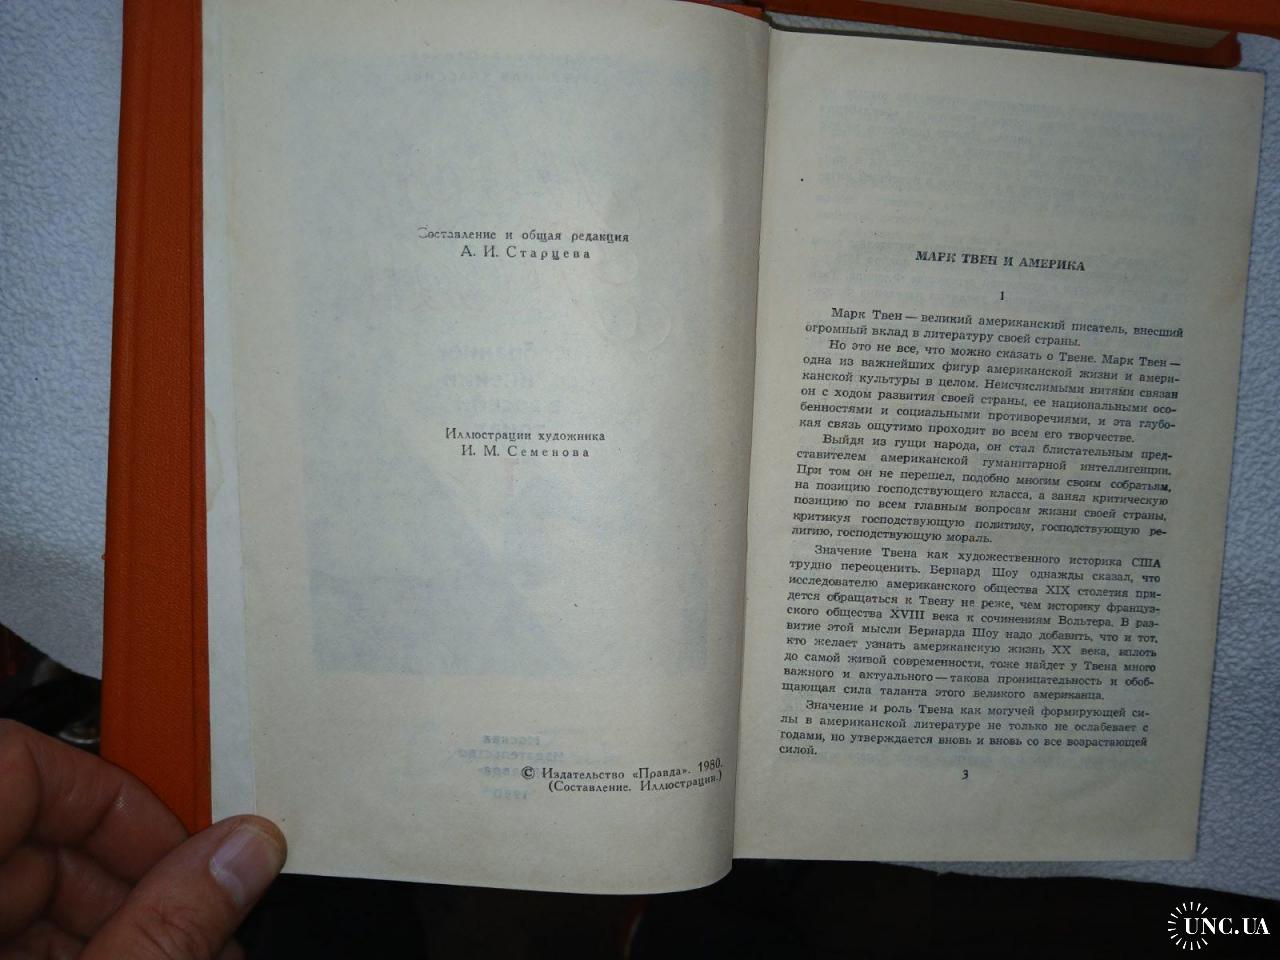 Составление и общая редакция
А. И. Старцева
Иллюстрации художника
И. М. Семенова
© Издательство «Правда». 1980.
(Составление. Иллюстрации.)
МАРК ТВЕН И АМЕРИКА
1
Марк Твен — великий американский писатель, внесший
огромный вклад в литературу своей страны.
Но это не все, что можно сказать о Твене. Марк Твен —
одна из важнейших фигур американской жизни и амери-
канской культуры в целом. Неисчислимыми нитями связан
он с ходом развития своей страны, ее национальными осо-
бенностями и социальными противоречиями, и эта глубо-
кая связь ощутимо проходит во всем его творчестве.
Выйдя из гущи народа, он стал блистательным пред-
ставителем американской гуманитарной интеллигенции.
При том он не перешел, подобно многим своим собратьям,
на позицию господствующего класса, а занял критическую
позицию по всем главным вопросам жизни своей страны,
критикуя господствующую политику, господствующую ре-
лигию, господствующую мораль.
Значение Твена как художественного историка США
трудно переоценить. Бернард Шоу однажды сказал, что
исследователю американского общества XIX столетия при-
дется обращаться к Твену не реже, чем историку француз-
ского общества XVIII века к сочинениям Вольтера. В раз-
витие этой мысли Бернарда Шоу надо добавить, что и тот,
кто желает узнать американскую жизнь XX века, вплоть
до самой живой современности, тоже найдет у Твена много
важного и актуального — такова проницательность и обоб-
щающая сила таланта этого великого американца.
Значение и роль Твена как могучей формирующей си-
лы в американской литературе не только не ослабевает с
годами, но утверждается вновь и вновь со все возрастающей
силой.
3
UNC.UA